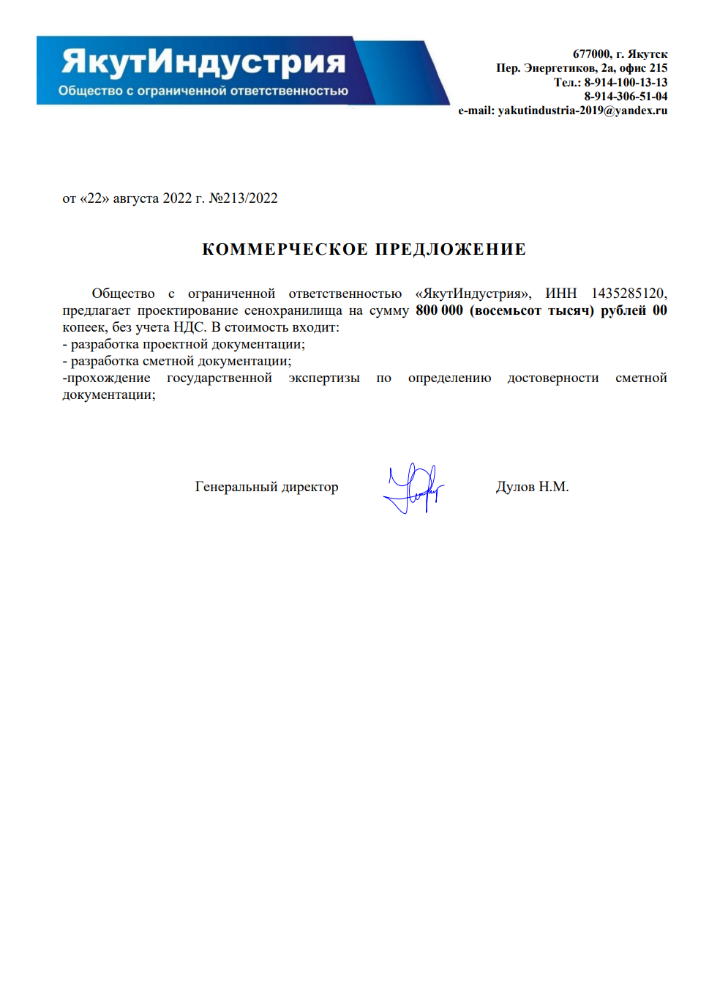 ЯкутИндустрия
Общество с ограниченной ответственностью
677000, г. Якутск
Пер. Энергетиков, 2а, офис 215
Тел.: 8-914-100-13-13
8-914-306-51-04
e-mail: yakutindustria-2019@yandex.ru
от «22» августа 2022 г. №213/2022
КОММЕРЧЕСКОЕ ПРЕДЛОЖЕНИЕ
Общество с ограниченной ответственностью «ЯкутИндустрия», ИНН 1435285120,
предлагает проектирование сенохранилища на сумму 800 000 (восемьсот тысяч) рублей 00
копеек, без учета НДС. В стоимость входит:
- разработка проектной документации;
- разработка сметной документации;
-прохождение государственной экспертизы по определению достоверности сметной
документации;
Генеральный директор Дулов Н.М.